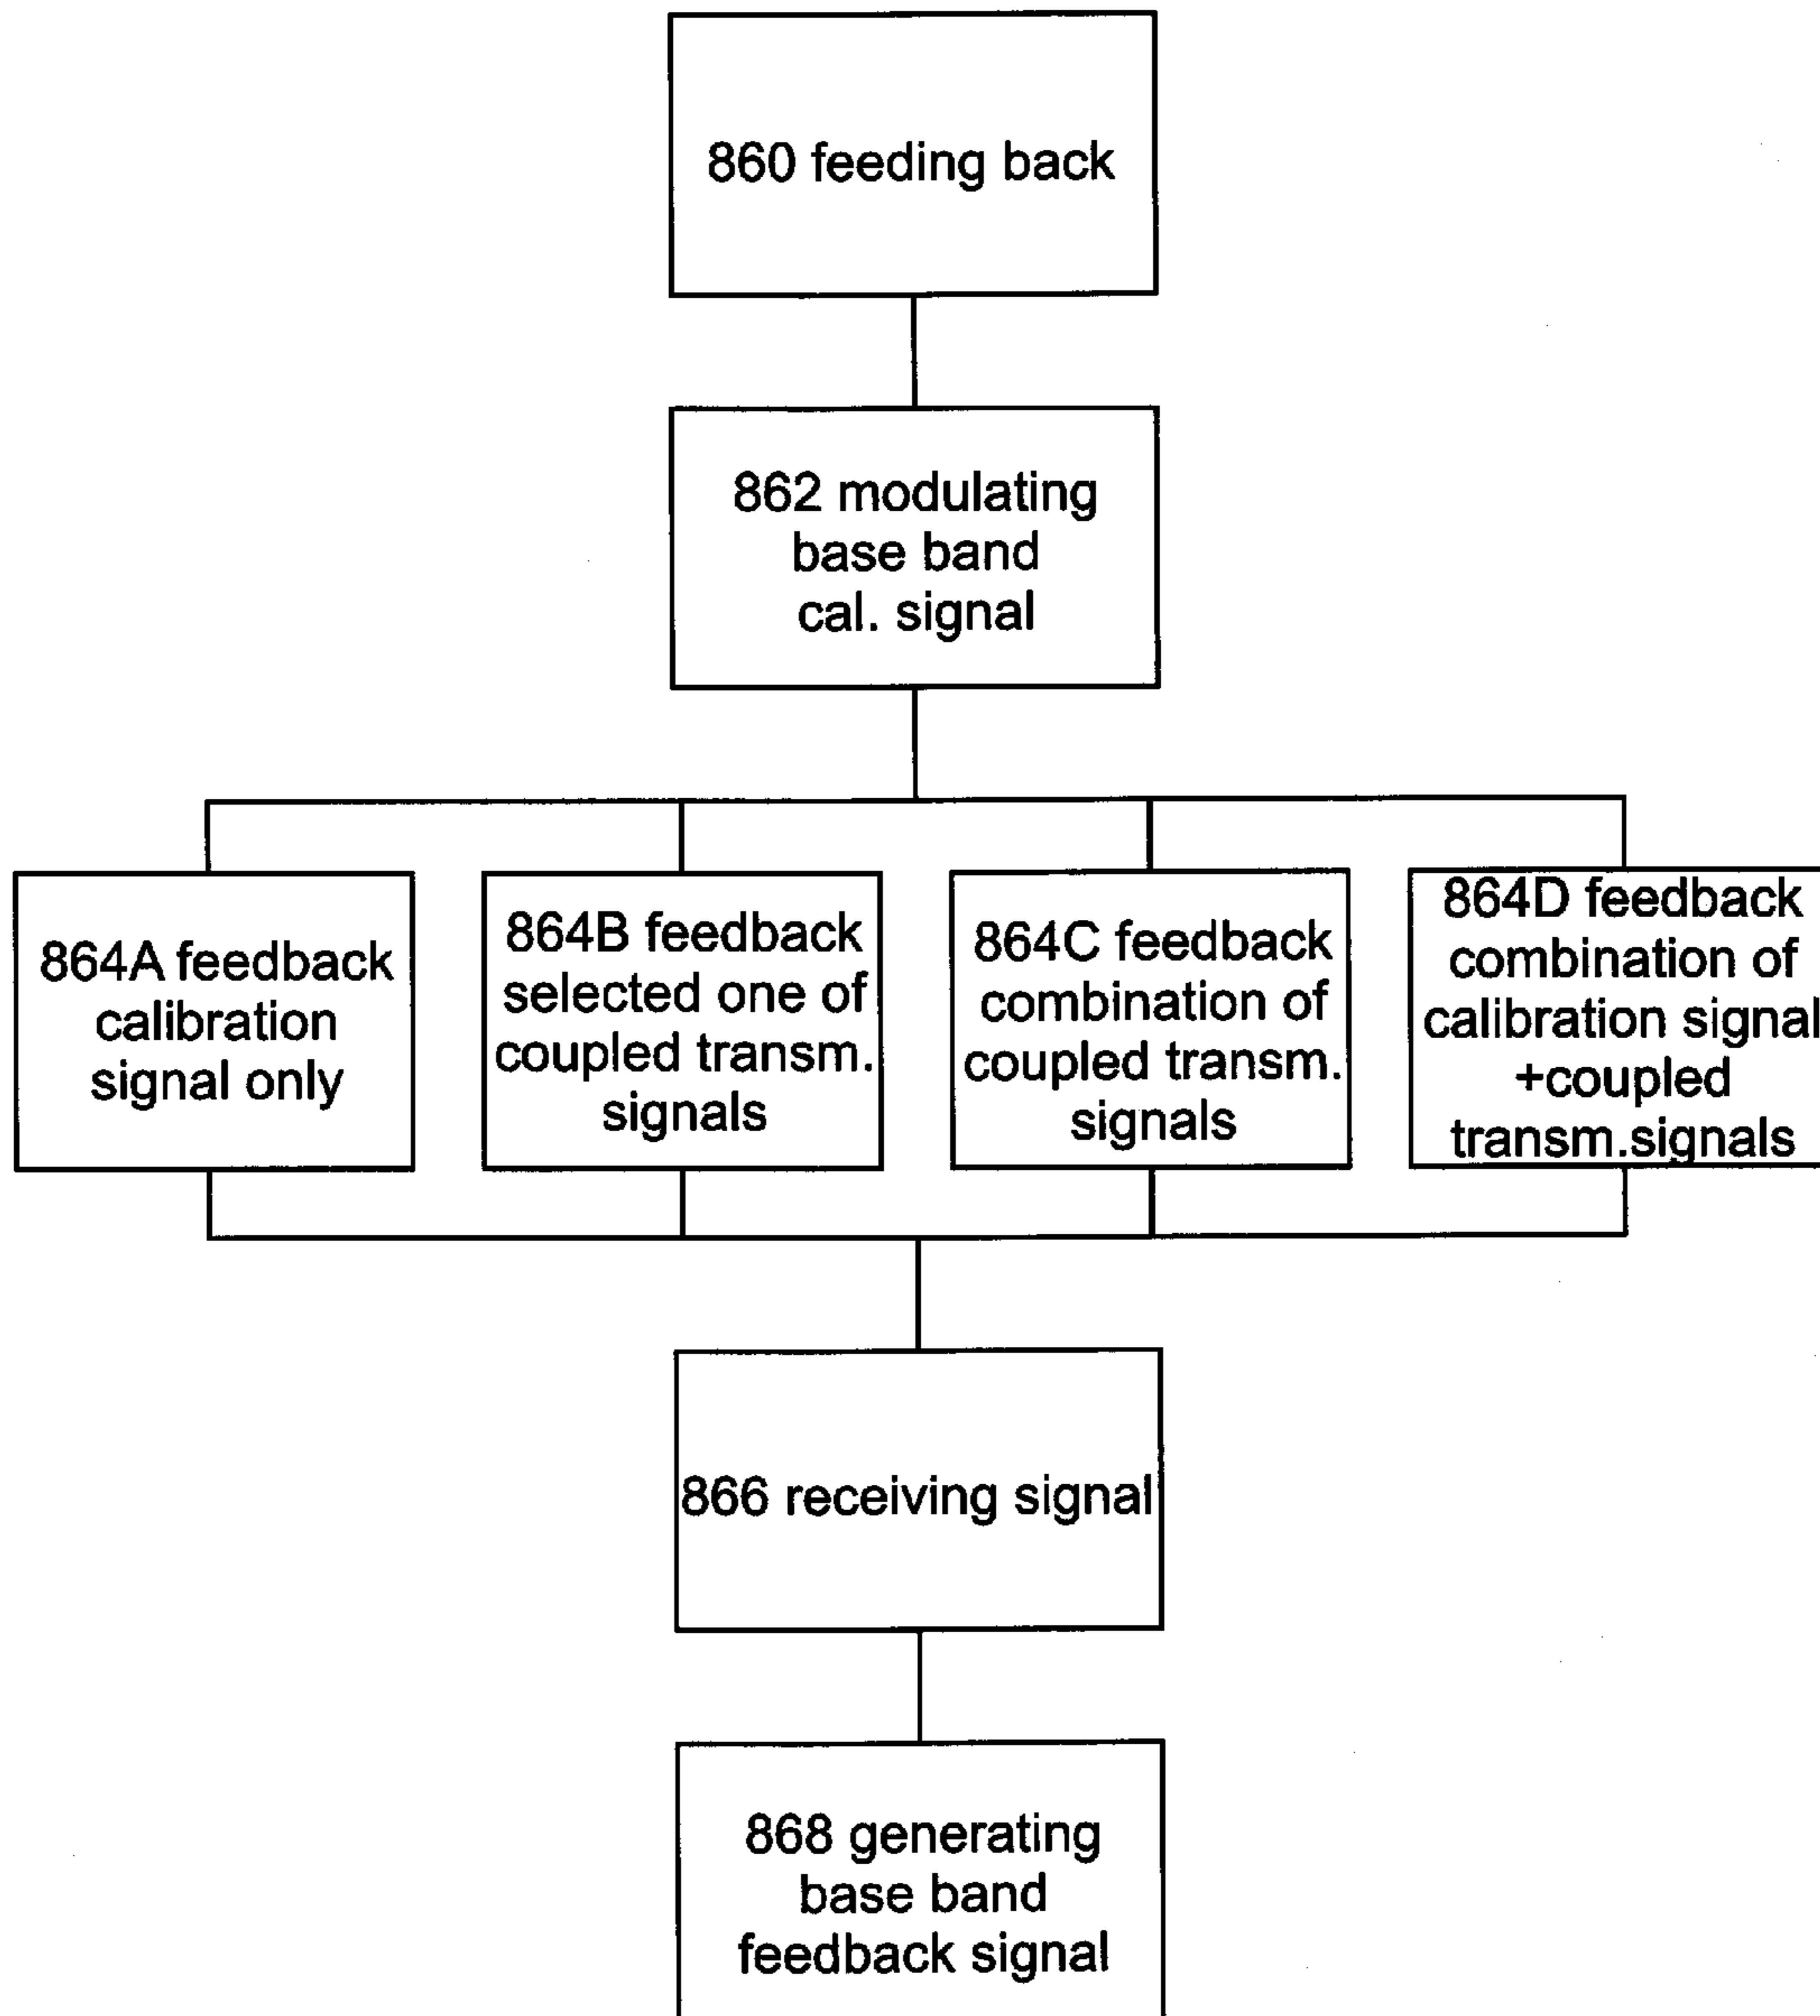 860 feeding back
862 modulating
base band
cal. signal
864A feedback
calibration
signal only
864B feedback
selected one of
coupled transm.
signals
864C feedback
combination of
coupled transm.
signals
864D feedback
combination of
calibration signal
+coupled
transm.signals
866 receiving signal
868 generating
base band
feedback signal